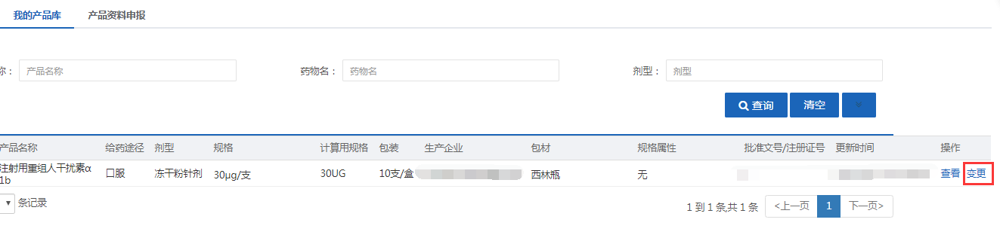 我的产品库 产品资料申报
称： 产品名称 药物名： 药物名 剂型： 剂型
查询 清空
产品名称 给药途径 剂型 规格 计算用规格 包装 生产企业 包材 规格属性 批准文号/注册证号 更新时间 操作
注射用重组人干扰素α 口服 冻干粉针剂 30μg/支 30UG 10支/盒 西林瓶 无 查看 变更
1b
条记录 1 到 1 条,共 1 条 <上一页 1 下一页>